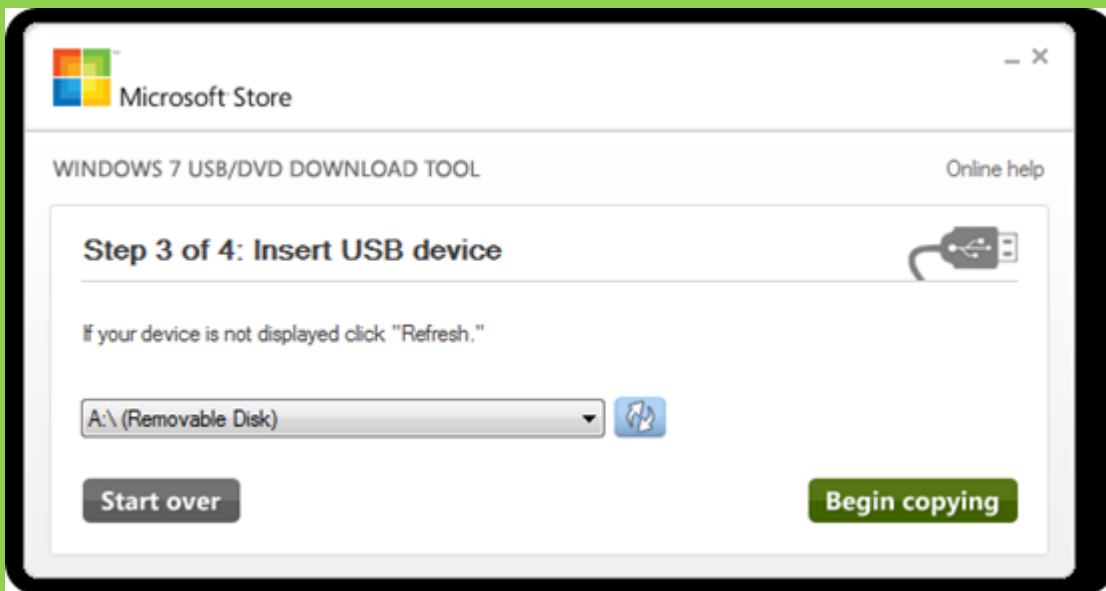 Microsoft Store
WINDOWS 7 USB/DVD DOWNLOAD TOOL
Online help
Step 3 of 4: Insert USB device
If your device is not displayed click "Refresh."
A:\ (Removable Disk)
Start over
Begin copying